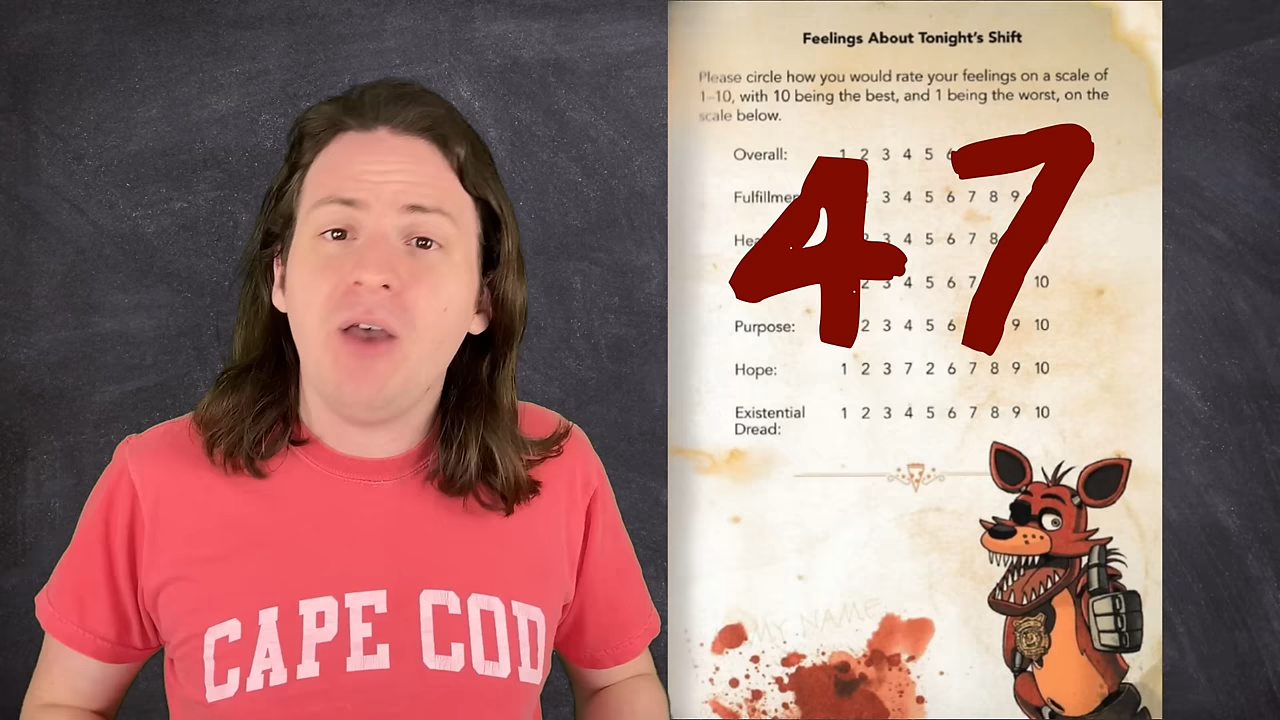 Feelings About Tonight's Shift
Please circle how you would rate your feelings on a scale of
1–10, with 10 being the best, and 1 being the worst, on the
scale below.
Overall: 1 2 3 4 5
3 4 5 6 7 8 9
3 4 5 6 7 8
2 3 4 5 6 7 10
Purpose: 2 3 4 5 6 9 10
Hope: 1 2 3 7 2 6 7 8 9 10
Existential 1 2 3 4 5 6 7 8 9 10
Dread:
47
MY NAME
CAPE COD